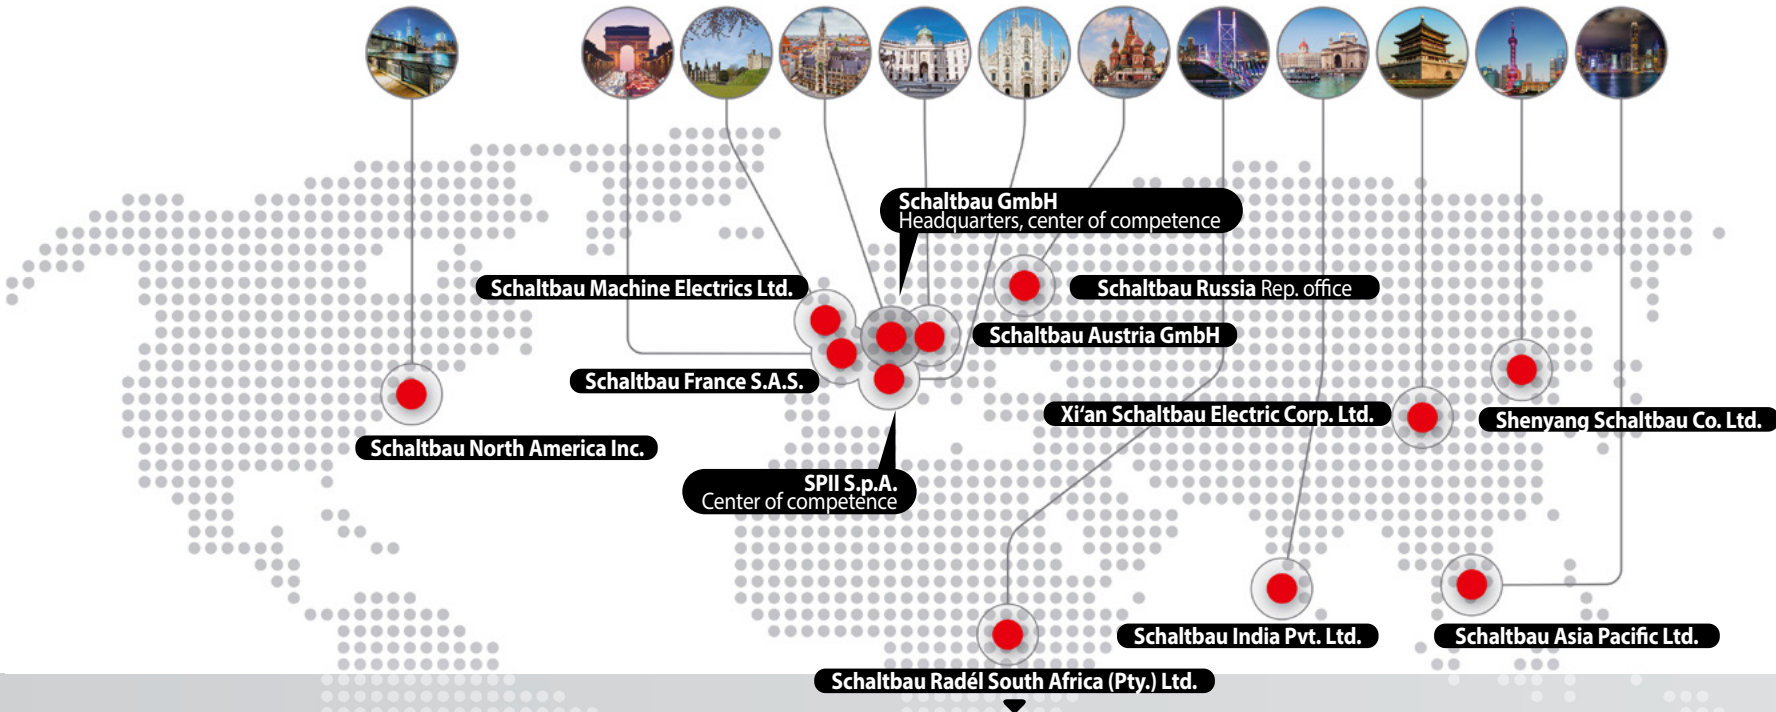 Schaltbau GmbH
Headquarters, center of competence
Schaltbau Machine Electrics Ltd.
Schaltbau Russia Rep. office
Schaltbau Austria GmbH
Schaltbau France S.A.S.
Xi‘an Schaltbau Electric Corp. Ltd.
Shenyang Schaltbau Co. Ltd.
Schaltbau North America Inc.
SPII S.p.A.
Center of competence
Schaltbau India Pvt. Ltd.
Schaltbau Asia Pacific Ltd.
Schaltbau Radél South Africa (Pty.) Ltd.